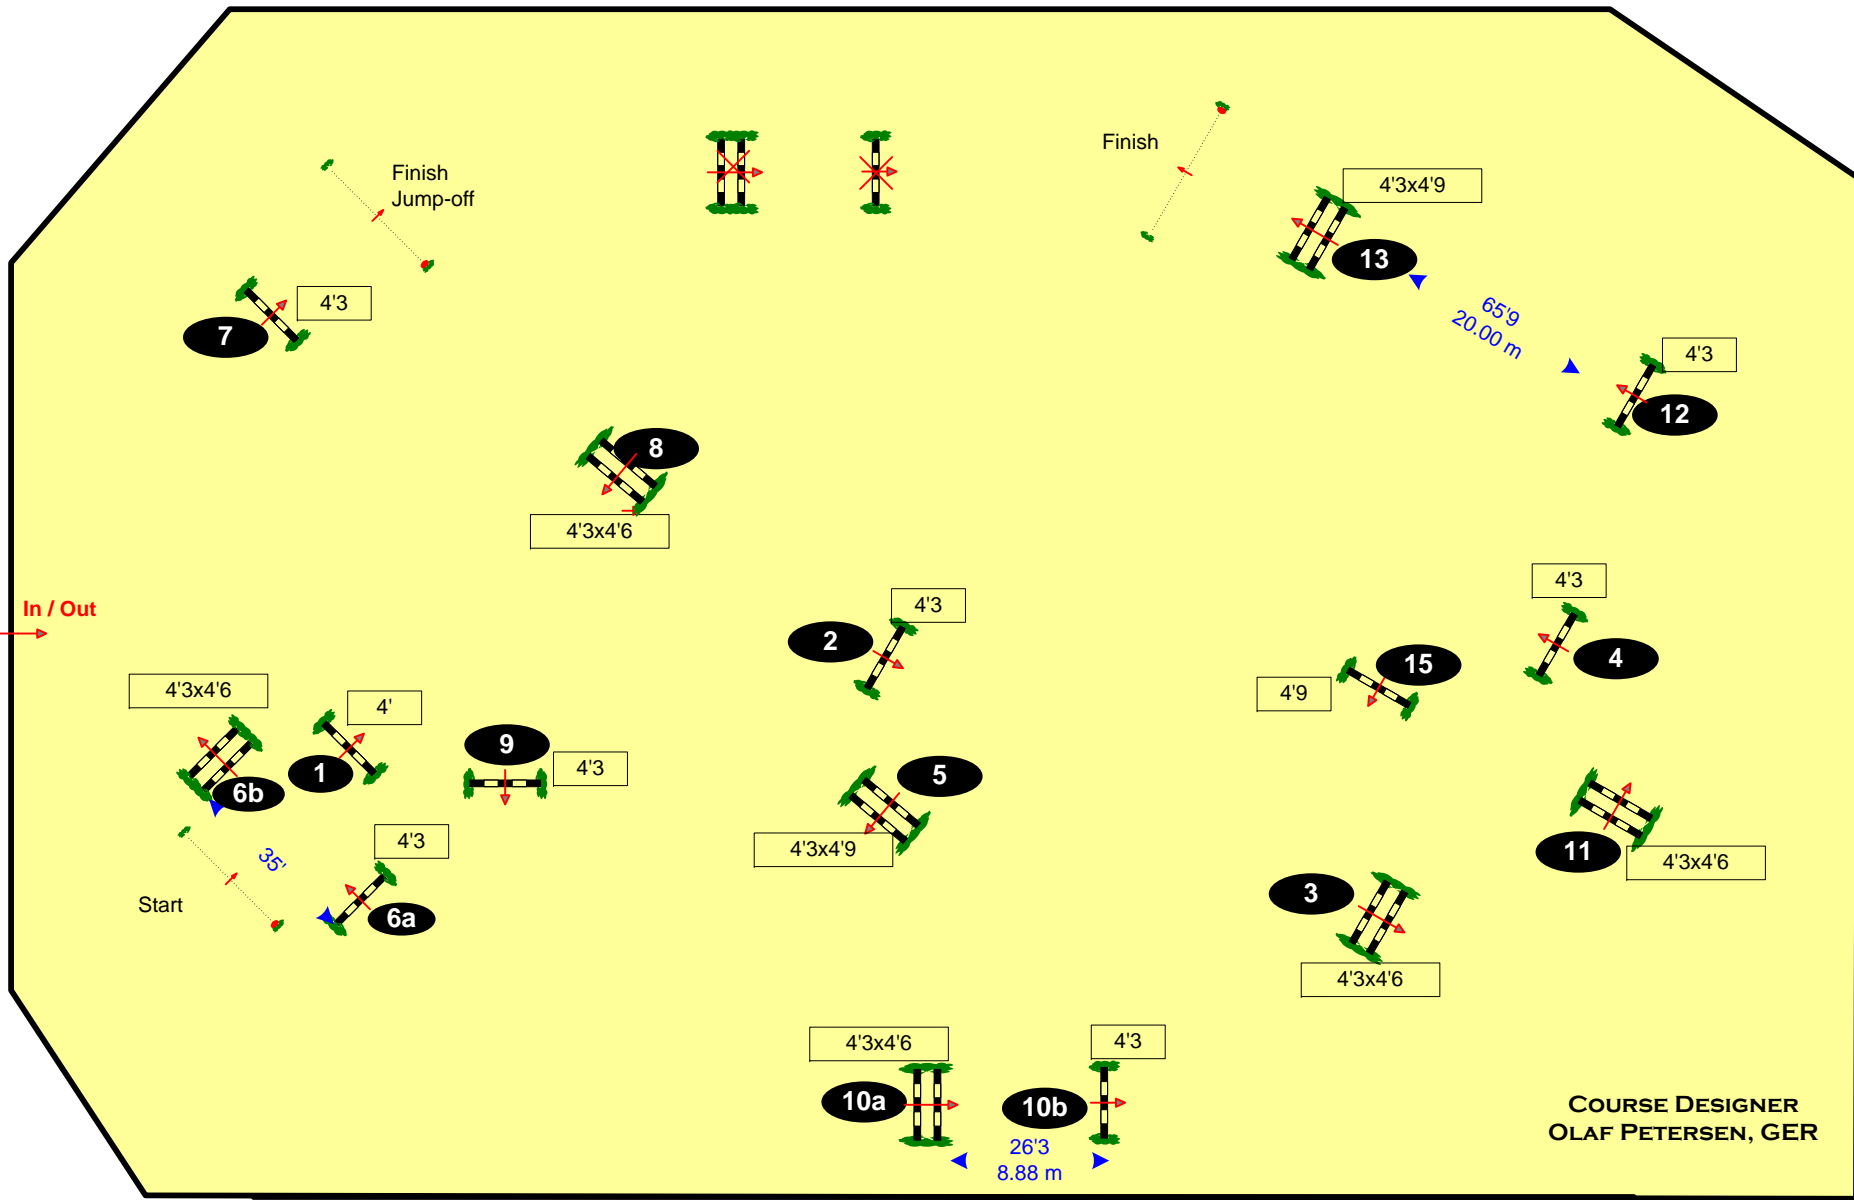 Finish
Finish
Jump-off
4'3x4'9
13
65'9
20.00 m
4'3
7
4'3
12
8
4'3x4'6
4'3
4'3
In / Out
2
15
4
4'3x4'6
4'
4'9
9
4'3
1
6b
5
4'3
4'3x4'9
11
4'3x4'6
35'
Start
6a
3
4'3x4'6
4'3x4'6
4'3
10a
10b
26'3
8.88 m
Course Designer
Olaf Petersen, GER